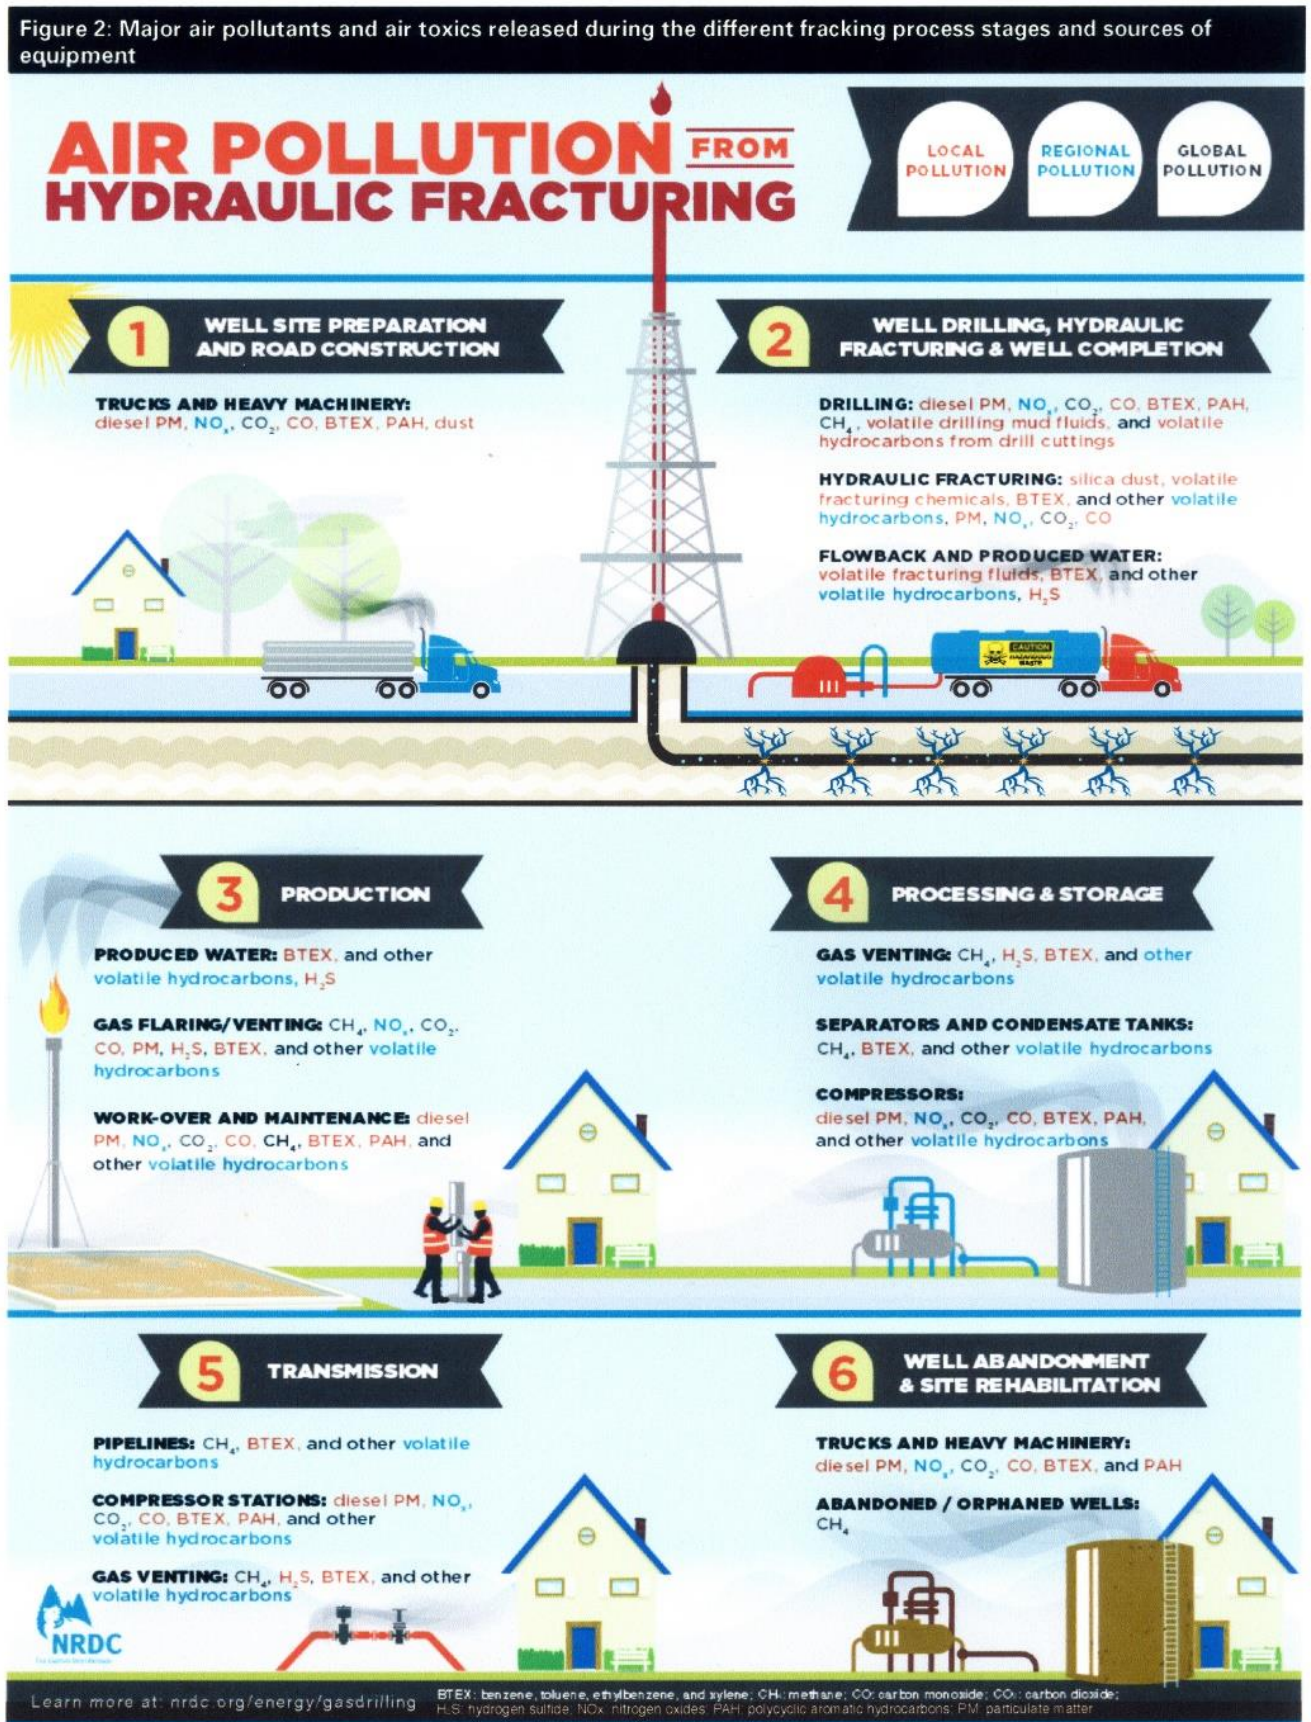 Figure 2: Major air pollutants and air toxics released during the different fracking process stages and sources of
equipment
AIR POLLUTION FROM
HYDRAULIC FRACTURING
LOCAL
POLLUTION
REGIONAL
POLLUTION
GLOBAL
POLLUTION
1
WELL SITE PREPARATION
AND ROAD CONSTRUCTION
TRUCKS AND HEAVY MACHINERY:
diesel PM, NOₓ, CO₂, CO, BTEX, PAH, dust
2
WELL DRILLING, HYDRAULIC
FRACTURING & WELL COMPLETION
DRILLING: diesel PM, NOₓ, CO₂, CO, BTEX, PAH,
CH₄, volatile drilling mud fluids, and volatile
hydrocarbons from drill cuttings
HYDRAULIC FRACTURING: silica dust, volatile
fracturing chemicals, BTEX, and other volatile
hydrocarbons, PM, NOₓ, CO₂, CO
FLOWBACK AND PRODUCED WATER:
volatile fracturing fluids, BTEX, and other
volatile hydrocarbons, H₂S
CAUTION
HAZARDOUS
WASTE
3
PRODUCTION
PRODUCED WATER: BTEX, and other
volatile hydrocarbons, H₂S
GAS FLARING/VENTING: CH₄, NOₓ, CO₂,
CO, PM, H₂S, BTEX, and other volatile
hydrocarbons
WORK-OVER AND MAINTENANCE: diesel
PM, NOₓ, CO₂, CO, CH₄, BTEX, PAH, and
other volatile hydrocarbons
4
PROCESSING & STORAGE
GAS VENTING: CH₄, H₂S, BTEX, and other
volatile hydrocarbons
SEPARATORS AND CONDENSATE TANKS:
CH₄, BTEX, and other volatile hydrocarbons
COMPRESSORS:
diesel PM, NOₓ, CO₂, CO, BTEX, PAH,
and other volatile hydrocarbons
5
TRANSMISSION
PIPELINES: CH₄, BTEX, and other volatile
hydrocarbons
COMPRESSOR STATIONS: diesel PM, NOₓ,
CO₂, CO, BTEX, PAH, and other
volatile hydrocarbons
GAS VENTING: CH₄, H₂S, BTEX, and other
volatile hydrocarbons
6
WELL ABANDONMENT
& SITE REHABILITATION
TRUCKS AND HEAVY MACHINERY:
diesel PM, NOₓ, CO₂, CO, BTEX, and PAH
ABANDONED / ORPHANED WELLS:
CH₄
NRDC
Learn more at: nrdc.org/energy/gasdrilling
BTEX: benzene, toluene, ethylbenzene, and xylene; CH₄: methane; CO: carbon monoxide; CO₂: carbon dioxide;
H₂S: hydrogen sulfide; NOx: nitrogen oxides; PAH: polycyclic aromatic hydrocarbons; PM: particulate matter